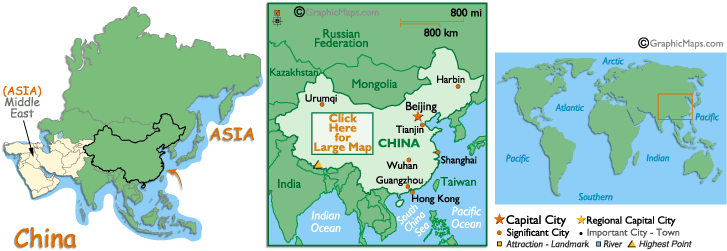 (ASIA)
Middle
East
ASIA
China
©GraphicMaps.com
800 mi
800 km
Russian
Federation
Kazakhstan
Mongolia
Harbin
Urumqi
Beijing
Click
Here
for
Large Map
Tianjin
CHINA
Wuhan
Shanghai
Guangzhou
Taiwan
Hong Kong
India
Indian
Ocean
South
China
Sea
Pacific
Ocean
©GraphicMaps.com
Arctic
Atlantic
Pacific
Pacific
Indian
Southern
Capital City
Regional Capital City
Significant City
Important City - Town
Attraction - Landmark
River
Highest Point